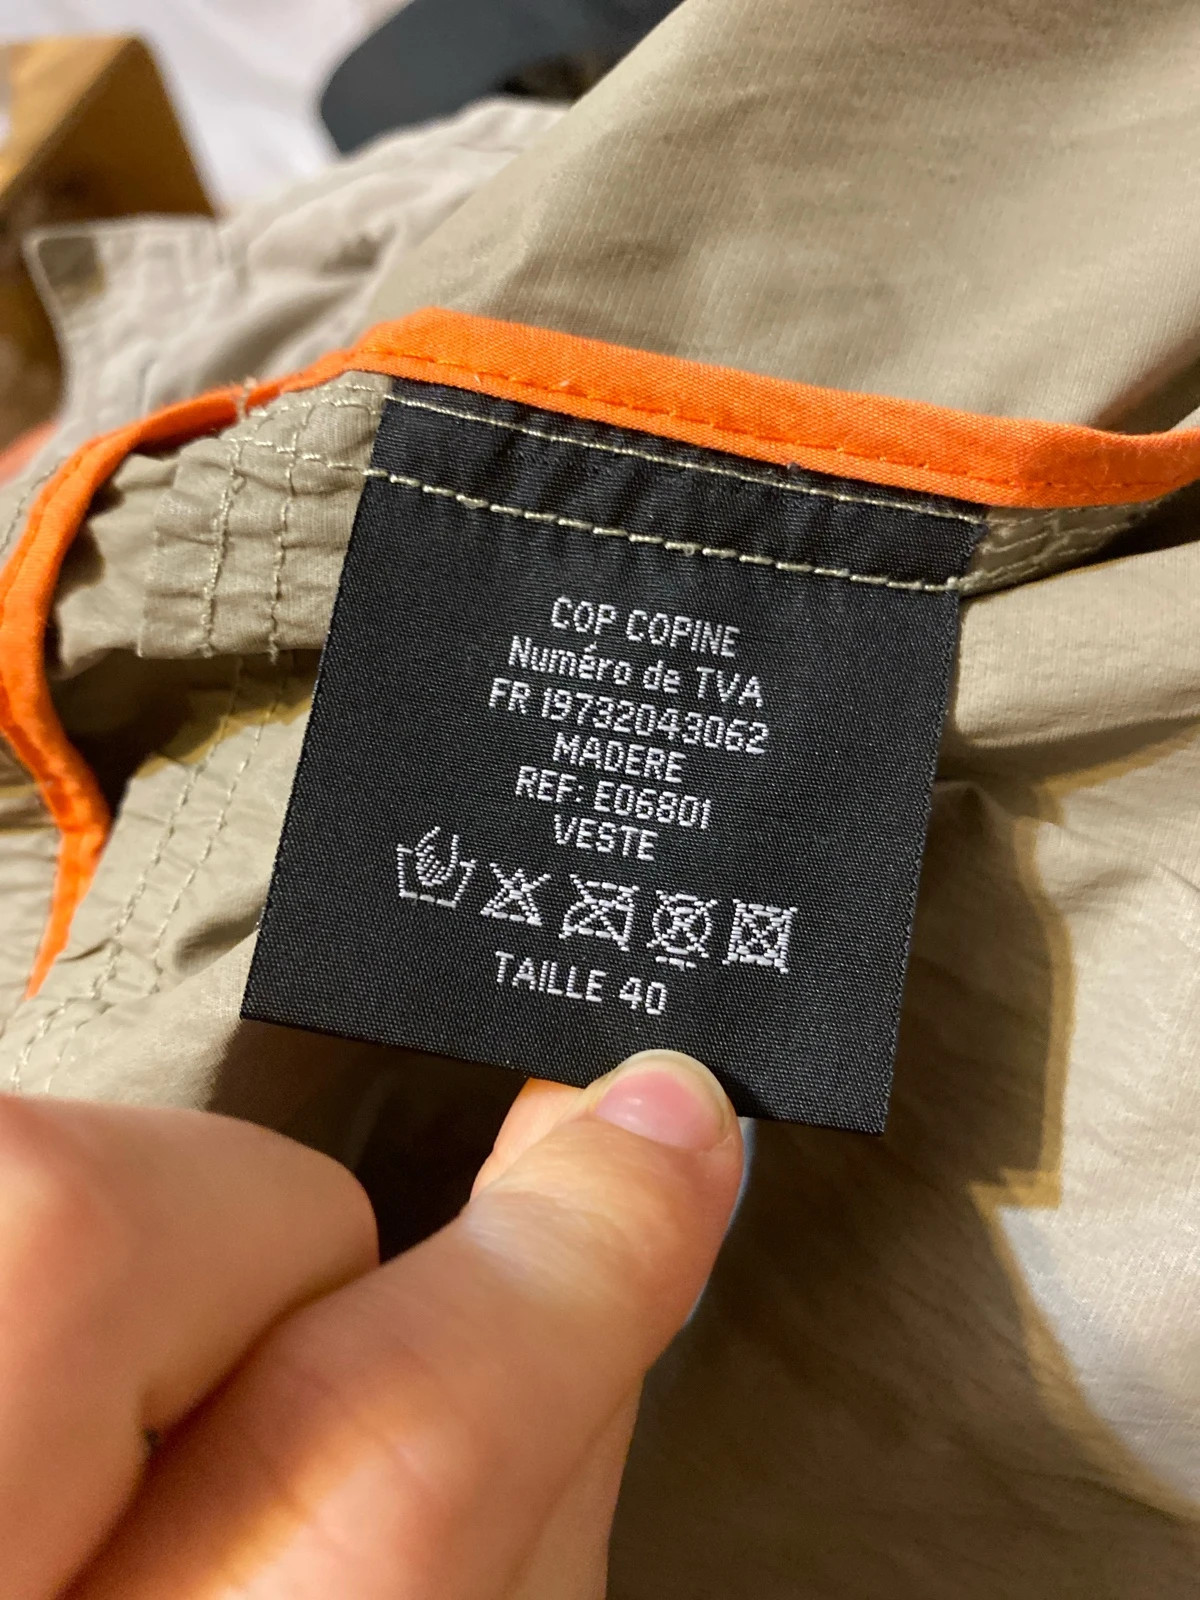 COP COPINE
Numéro de TVA
FR 19732043062
MADERE
REF: E06801
VESTE
TAILLE 40